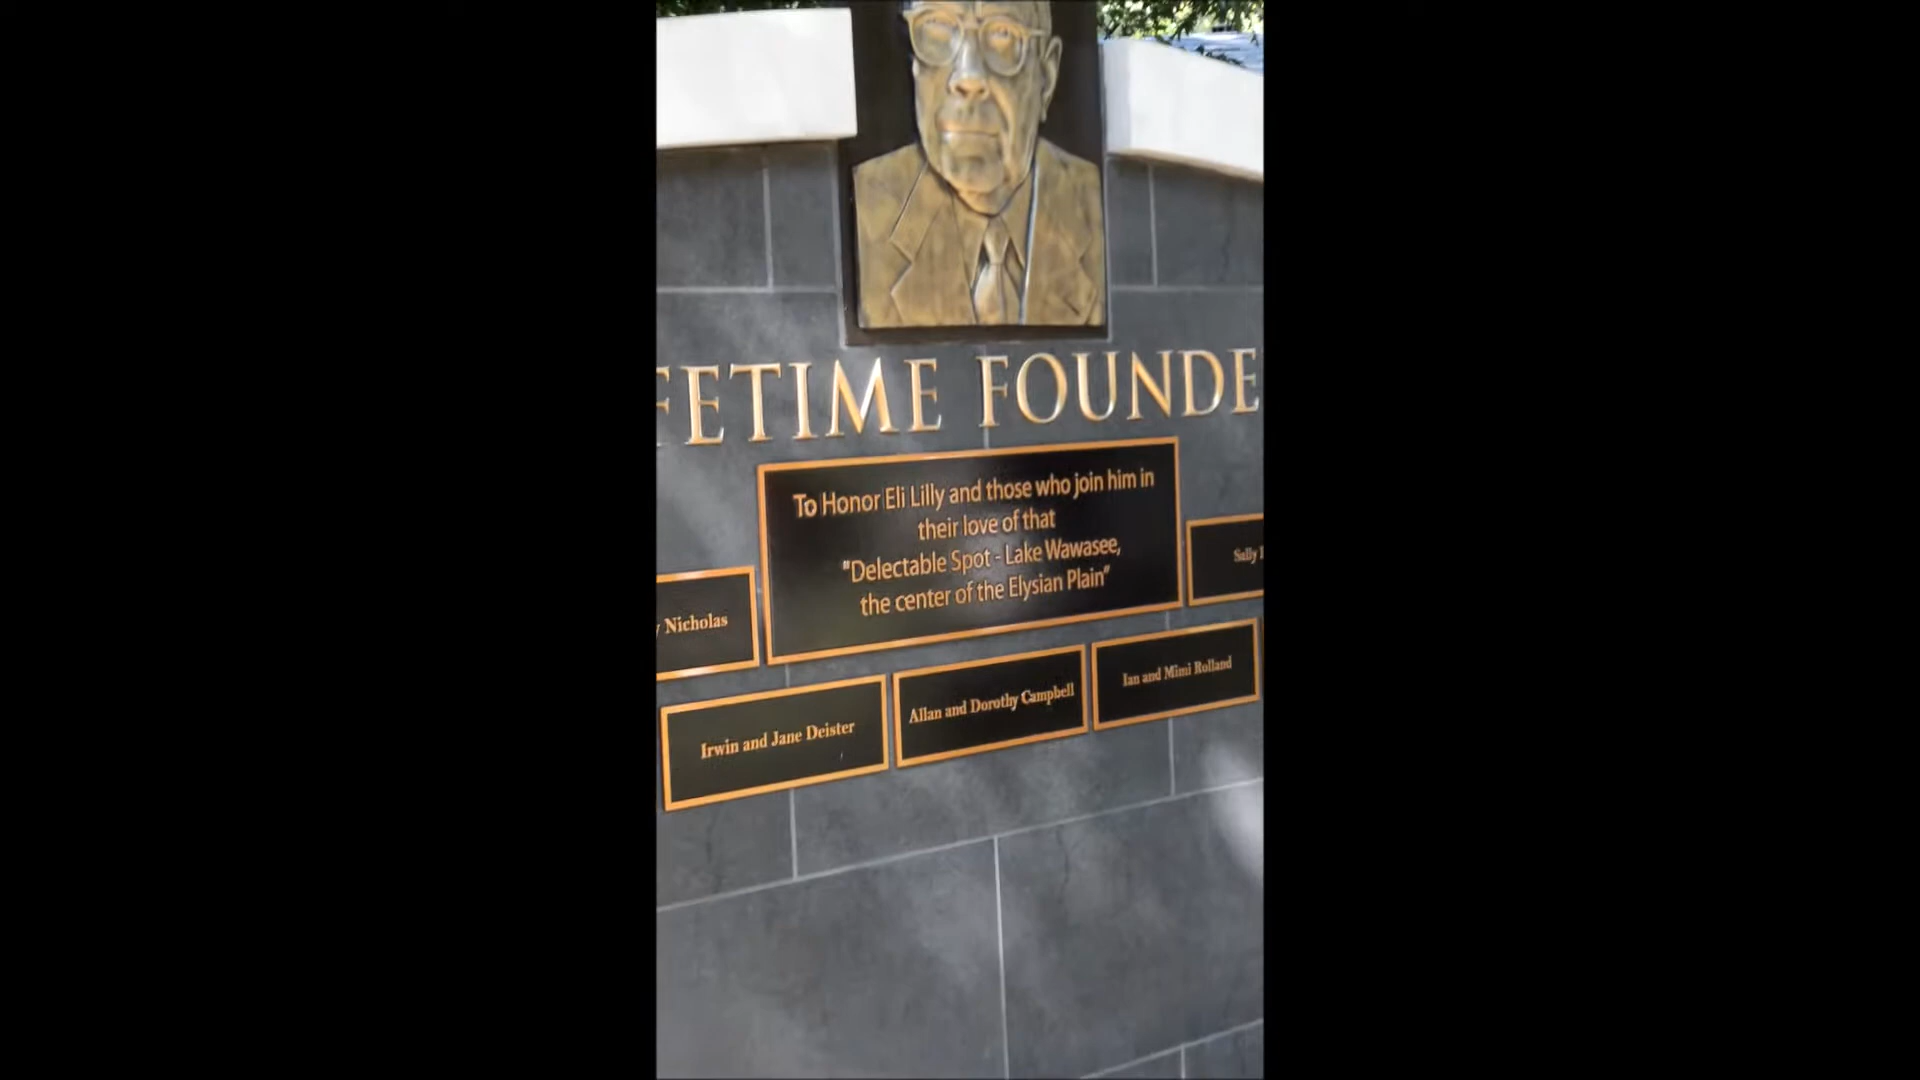 FETIME FOUNDE
To Honor Eli Lilly and those who join him in
their love of that
"Delectable Spot - Lake Wawasee,
the center of the Elysian Plain"
Nicholas
Sally
Irwin and Jane Deister
Allan and Dorothy Campbell
Ian and Mimi Rolland